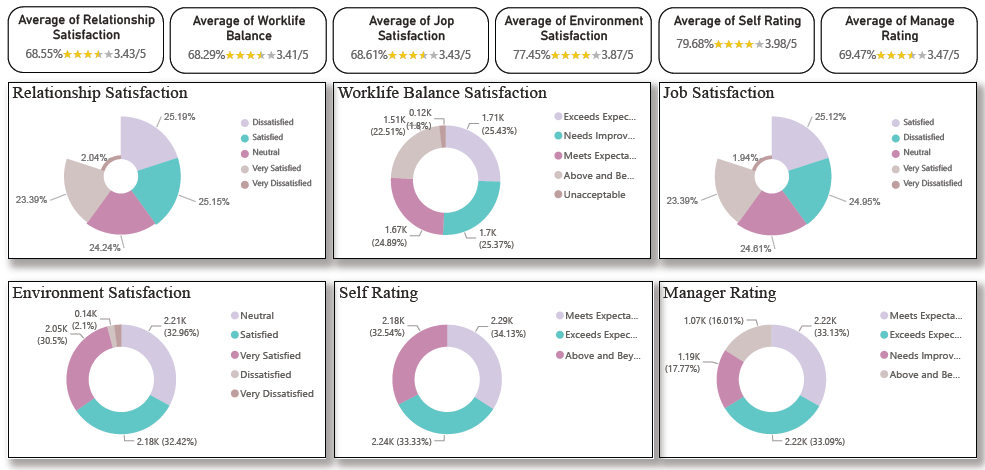 Average of Relationship
Satisfaction
68.55% 3.43/5
Average of Worklife
Balance
68.29% 3.41/5
Average of Job
Satisfaction
68.61% 3.43/5
Average of Environment
Satisfaction
77.45% 3.87/5
Average of Self Rating
79.68% 3.98/5
Average of Manage
Rating
69.47% 3.47/5
Relationship Satisfaction
25.19%
25.15%
24.24%
23.39%
2.04%
Dissatisfied
Satisfied
Neutral
Very Satisfied
Very Dissatisfied
Worklife Balance Satisfaction
0.12K
(1.8%)
1.51K
(22.51%)
1.71K
(25.43%)
1.7K
(25.37%)
1.67K
(24.89%)
Exceeds Expec...
Needs Improv...
Meets Expecta...
Above and Be...
Unacceptable
Job Satisfaction
25.12%
24.95%
24.61%
23.39%
1.94%
Satisfied
Dissatisfied
Neutral
Very Satisfied
Very Dissatisfied
Environment Satisfaction
0.14K
(2.1%)
2.05K
(30.5%)
2.21K
(32.96%)
2.18K (32.42%)
Neutral
Satisfied
Very Satisfied
Dissatisfied
Very Dissatisfied
Self Rating
2.18K
(32.54%)
2.29K
(34.13%)
2.24K (33.33%)
Meets Expecta...
Exceeds Expec...
Above and Bey...
Manager Rating
1.07K (16.01%)
2.22K
(33.13%)
1.19K
(17.77%)
2.22K (33.09%)
Meets Expecta...
Exceeds Expec...
Needs Improv...
Above and Be...